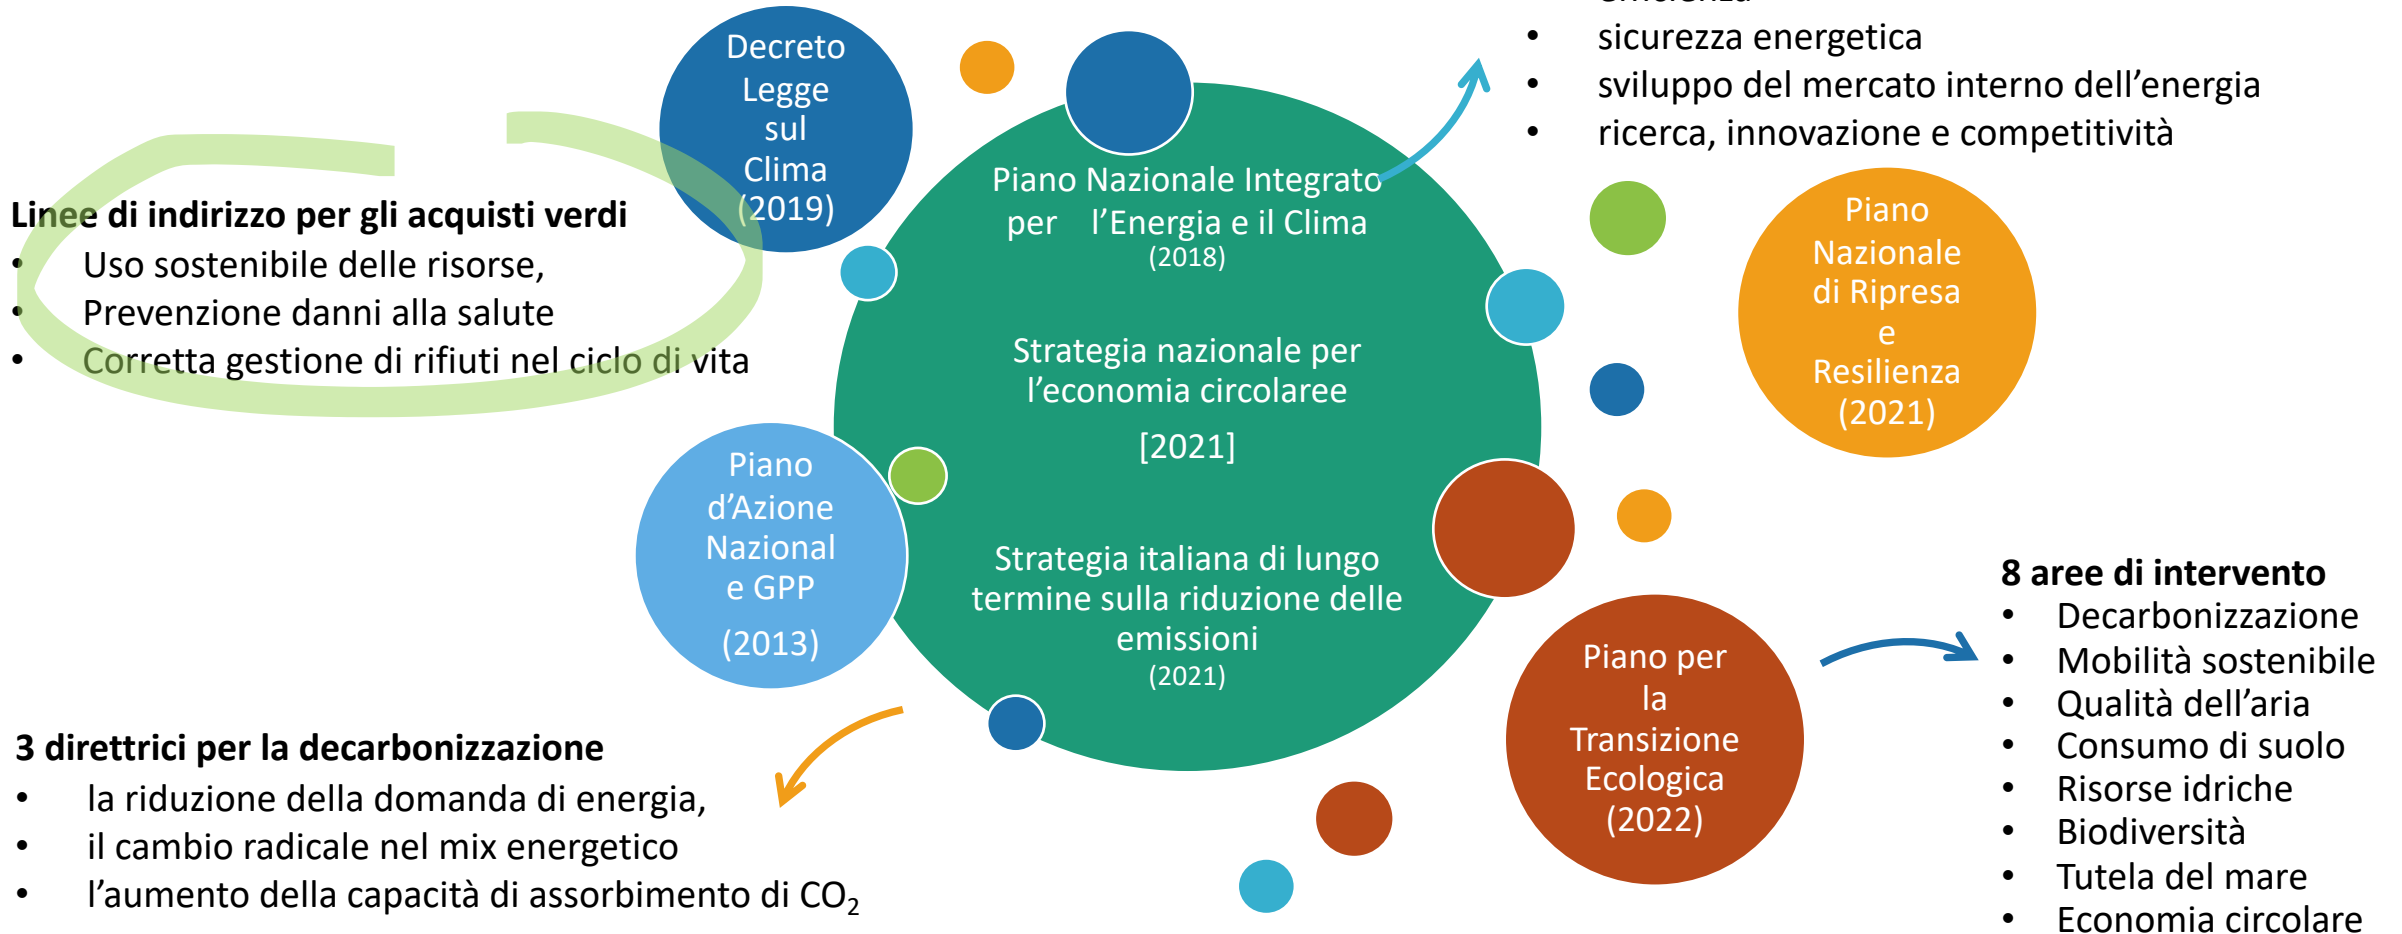 • sicurezza energetica
• sviluppo del mercato interno dell’energia
• ricerca, innovazione e competitività
Decreto
Legge
sul
Clima
(2019)
Linee di indirizzo per gli acquisti verdi
• Uso sostenibile delle risorse,
• Prevenzione danni alla salute
• Corretta gestione di rifiuti nel ciclo di vita
Piano Nazionale Integrato
per l’Energia e il Clima
(2018)
Strategia nazionale per
l’economia circolaree
[2021]
Strategia italiana di lungo
termine sulla riduzione delle
emissioni
(2021)
Piano
Nazionale
di Ripresa
e
Resilienza
(2021)
Piano
d’Azione
Nazional
e GPP
(2013)
Piano per
la
Transizione
Ecologica
(2022)
8 aree di intervento
• Decarbonizzazione
• Mobilità sostenibile
• Qualità dell’aria
• Consumo di suolo
• Risorse idriche
• Biodiversità
• Tutela del mare
• Economia circolare
3 direttrici per la decarbonizzazione
• la riduzione della domanda di energia,
• il cambio radicale nel mix energetico
• l’aumento della capacità di assorbimento di CO₂